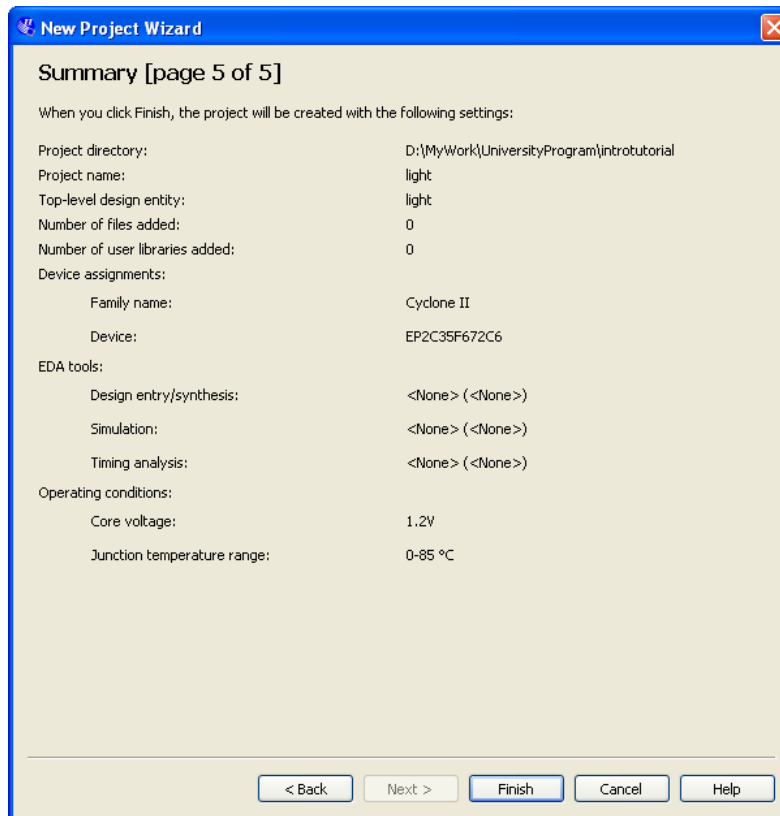 New Project Wizard
Summary [page 5 of 5]
When you click Finish, the project will be created with the following settings:
Project directory: D:\MyWork\UniversityProgram\introtutorial
Project name: light
Top-level design entity: light
Number of files added: 0
Number of user libraries added: 0
Device assignments:
Family name: Cyclone II
Device: EP2C35F672C6
EDA tools:
Design entry/synthesis: <None> (<None>)
Simulation: <None> (<None>)
Timing analysis: <None> (<None>)
Operating conditions:
Core voltage: 1.2V
Junction temperature range: 0-85 °C
< Back Next > Finish Cancel Help